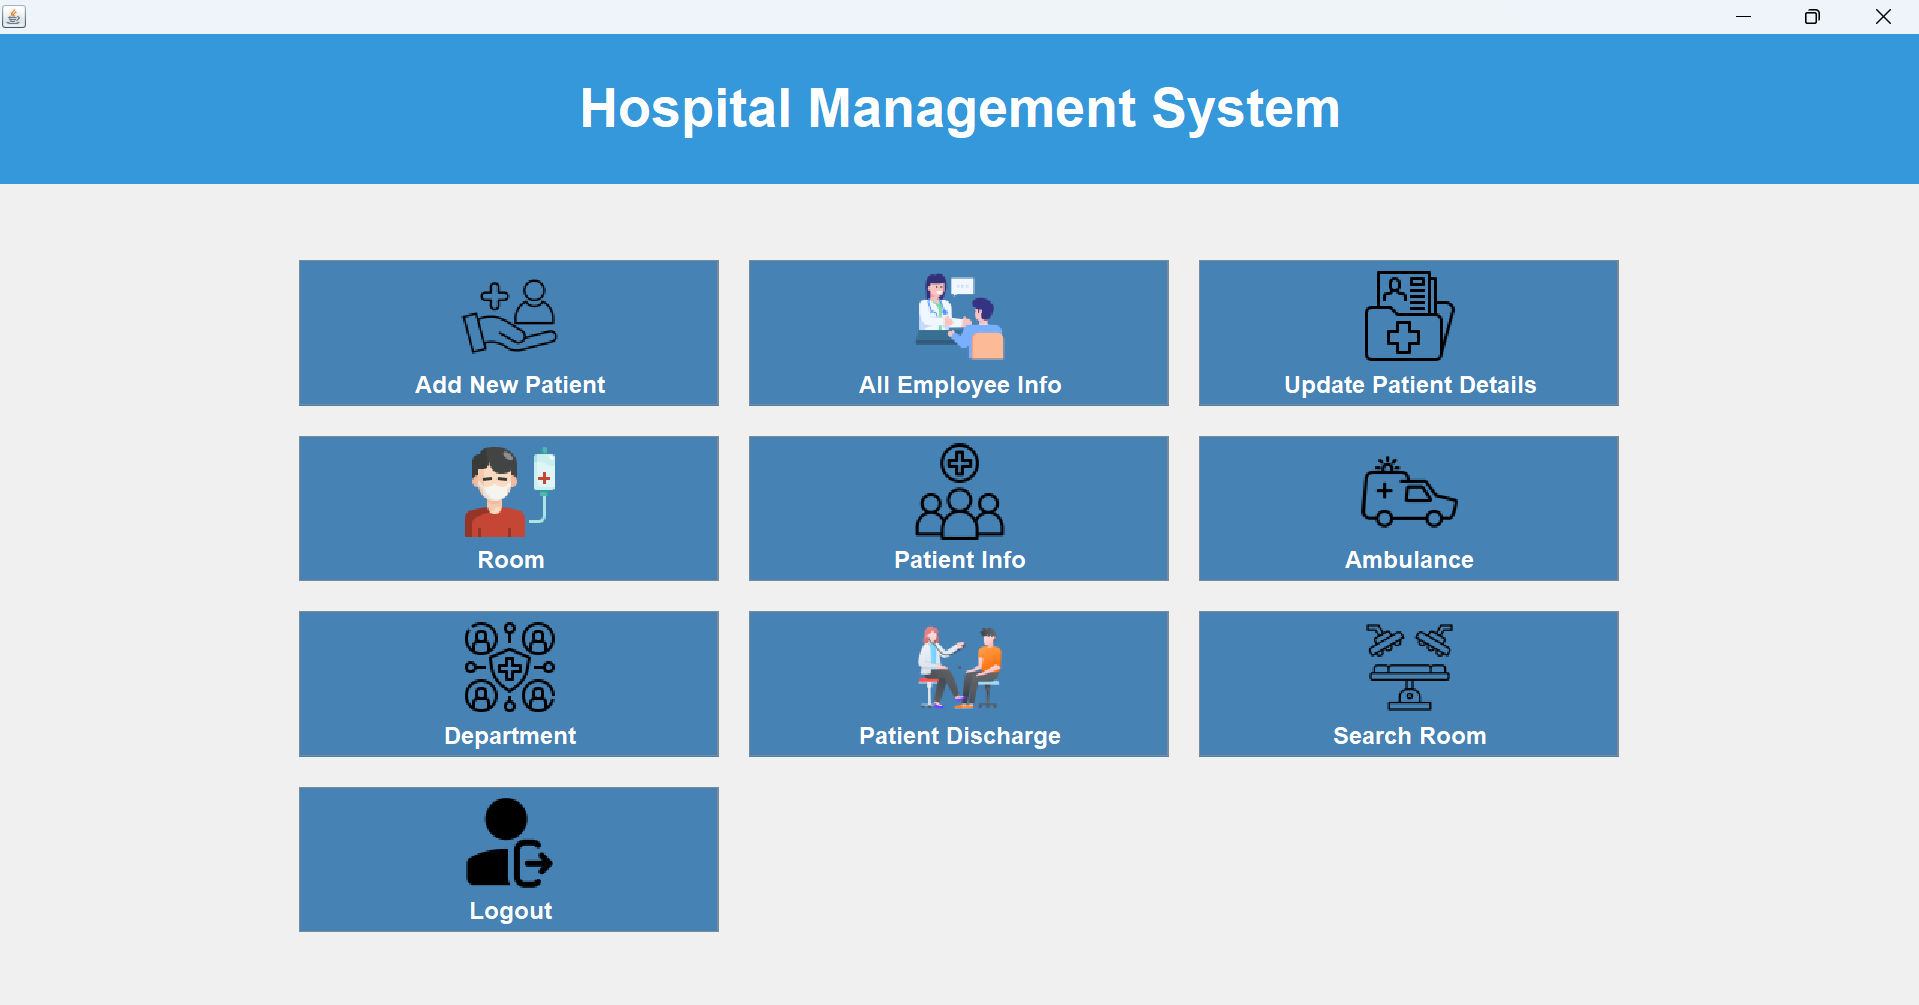 Hospital Management System
Add New Patient
All Employee Info
Update Patient Details
Room
Patient Info
Ambulance
Department
Patient Discharge
Search Room
Logout